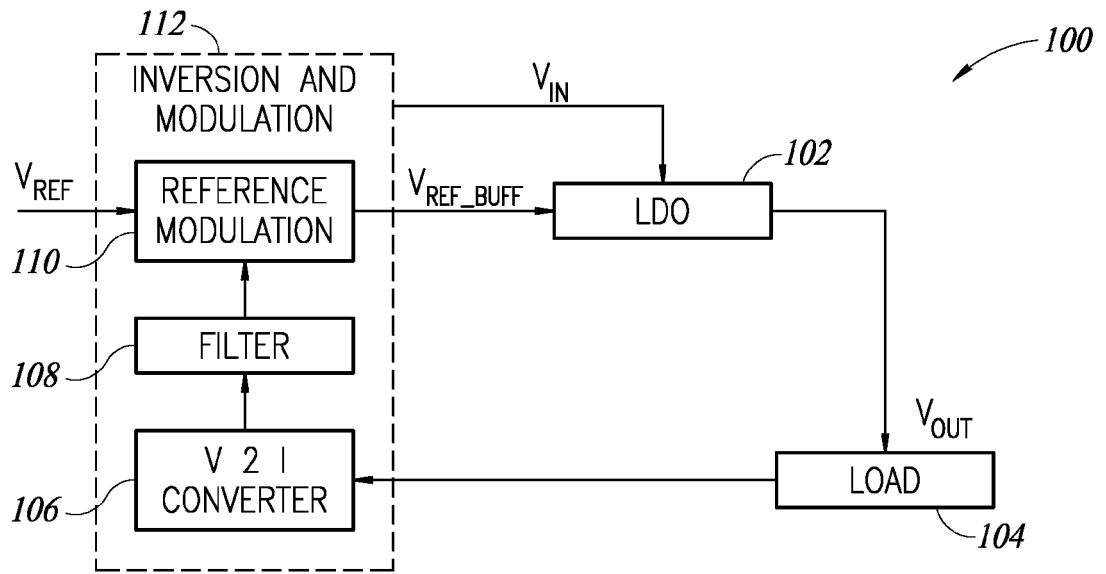 112
100
INVERSION AND
MODULATION
V_IN
102
V_REF
REFERENCE
MODULATION
V_REF_BUFF
LDO
110
FILTER
108
V_OUT
V 2 I
CONVERTER
LOAD
106
104